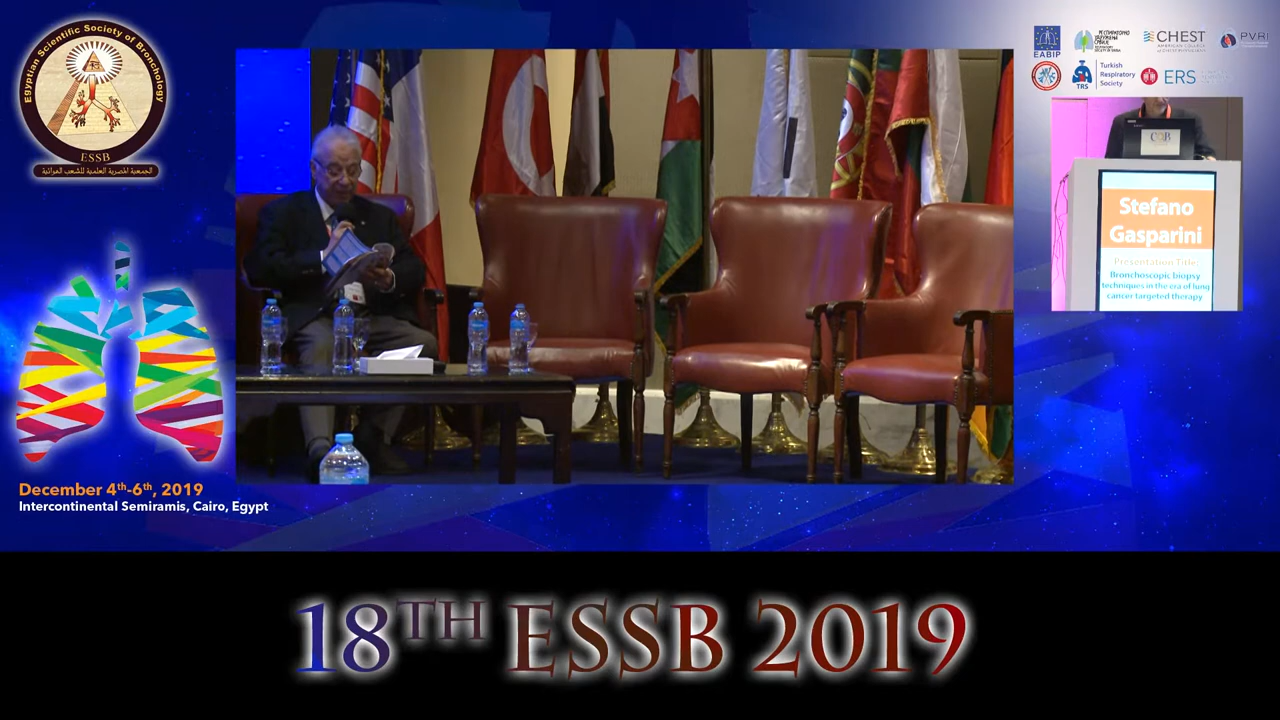 Egyptian Scientific Society of Bronchology
ESSB
الجمعية المصرية العلمية للشعب الهوائية
December 4th-6th, 2019
Intercontinental Semiramis, Cairo, Egypt
EABIP
CHEST
PVRI
TRS
Turkish
Respiratory
Society
ERS
Stefano
Gasparini
Presentation Title:
Bronchoscopic biopsy
techniques in the era of lung
cancer targeted therapy
18TH ESSB 2019